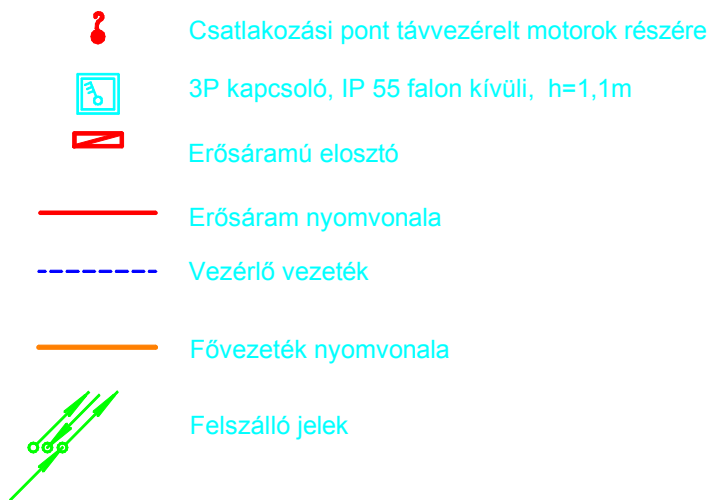 Csatlakozási pont távvezérelt motorok részére
3P kapcsoló, IP 55 falon kívüli, h=1,1m
Erősáramú elosztó
Erősáram nyomvonala
Vezérlő vezeték
Fővezeték nyomvonala
Felszálló jelek